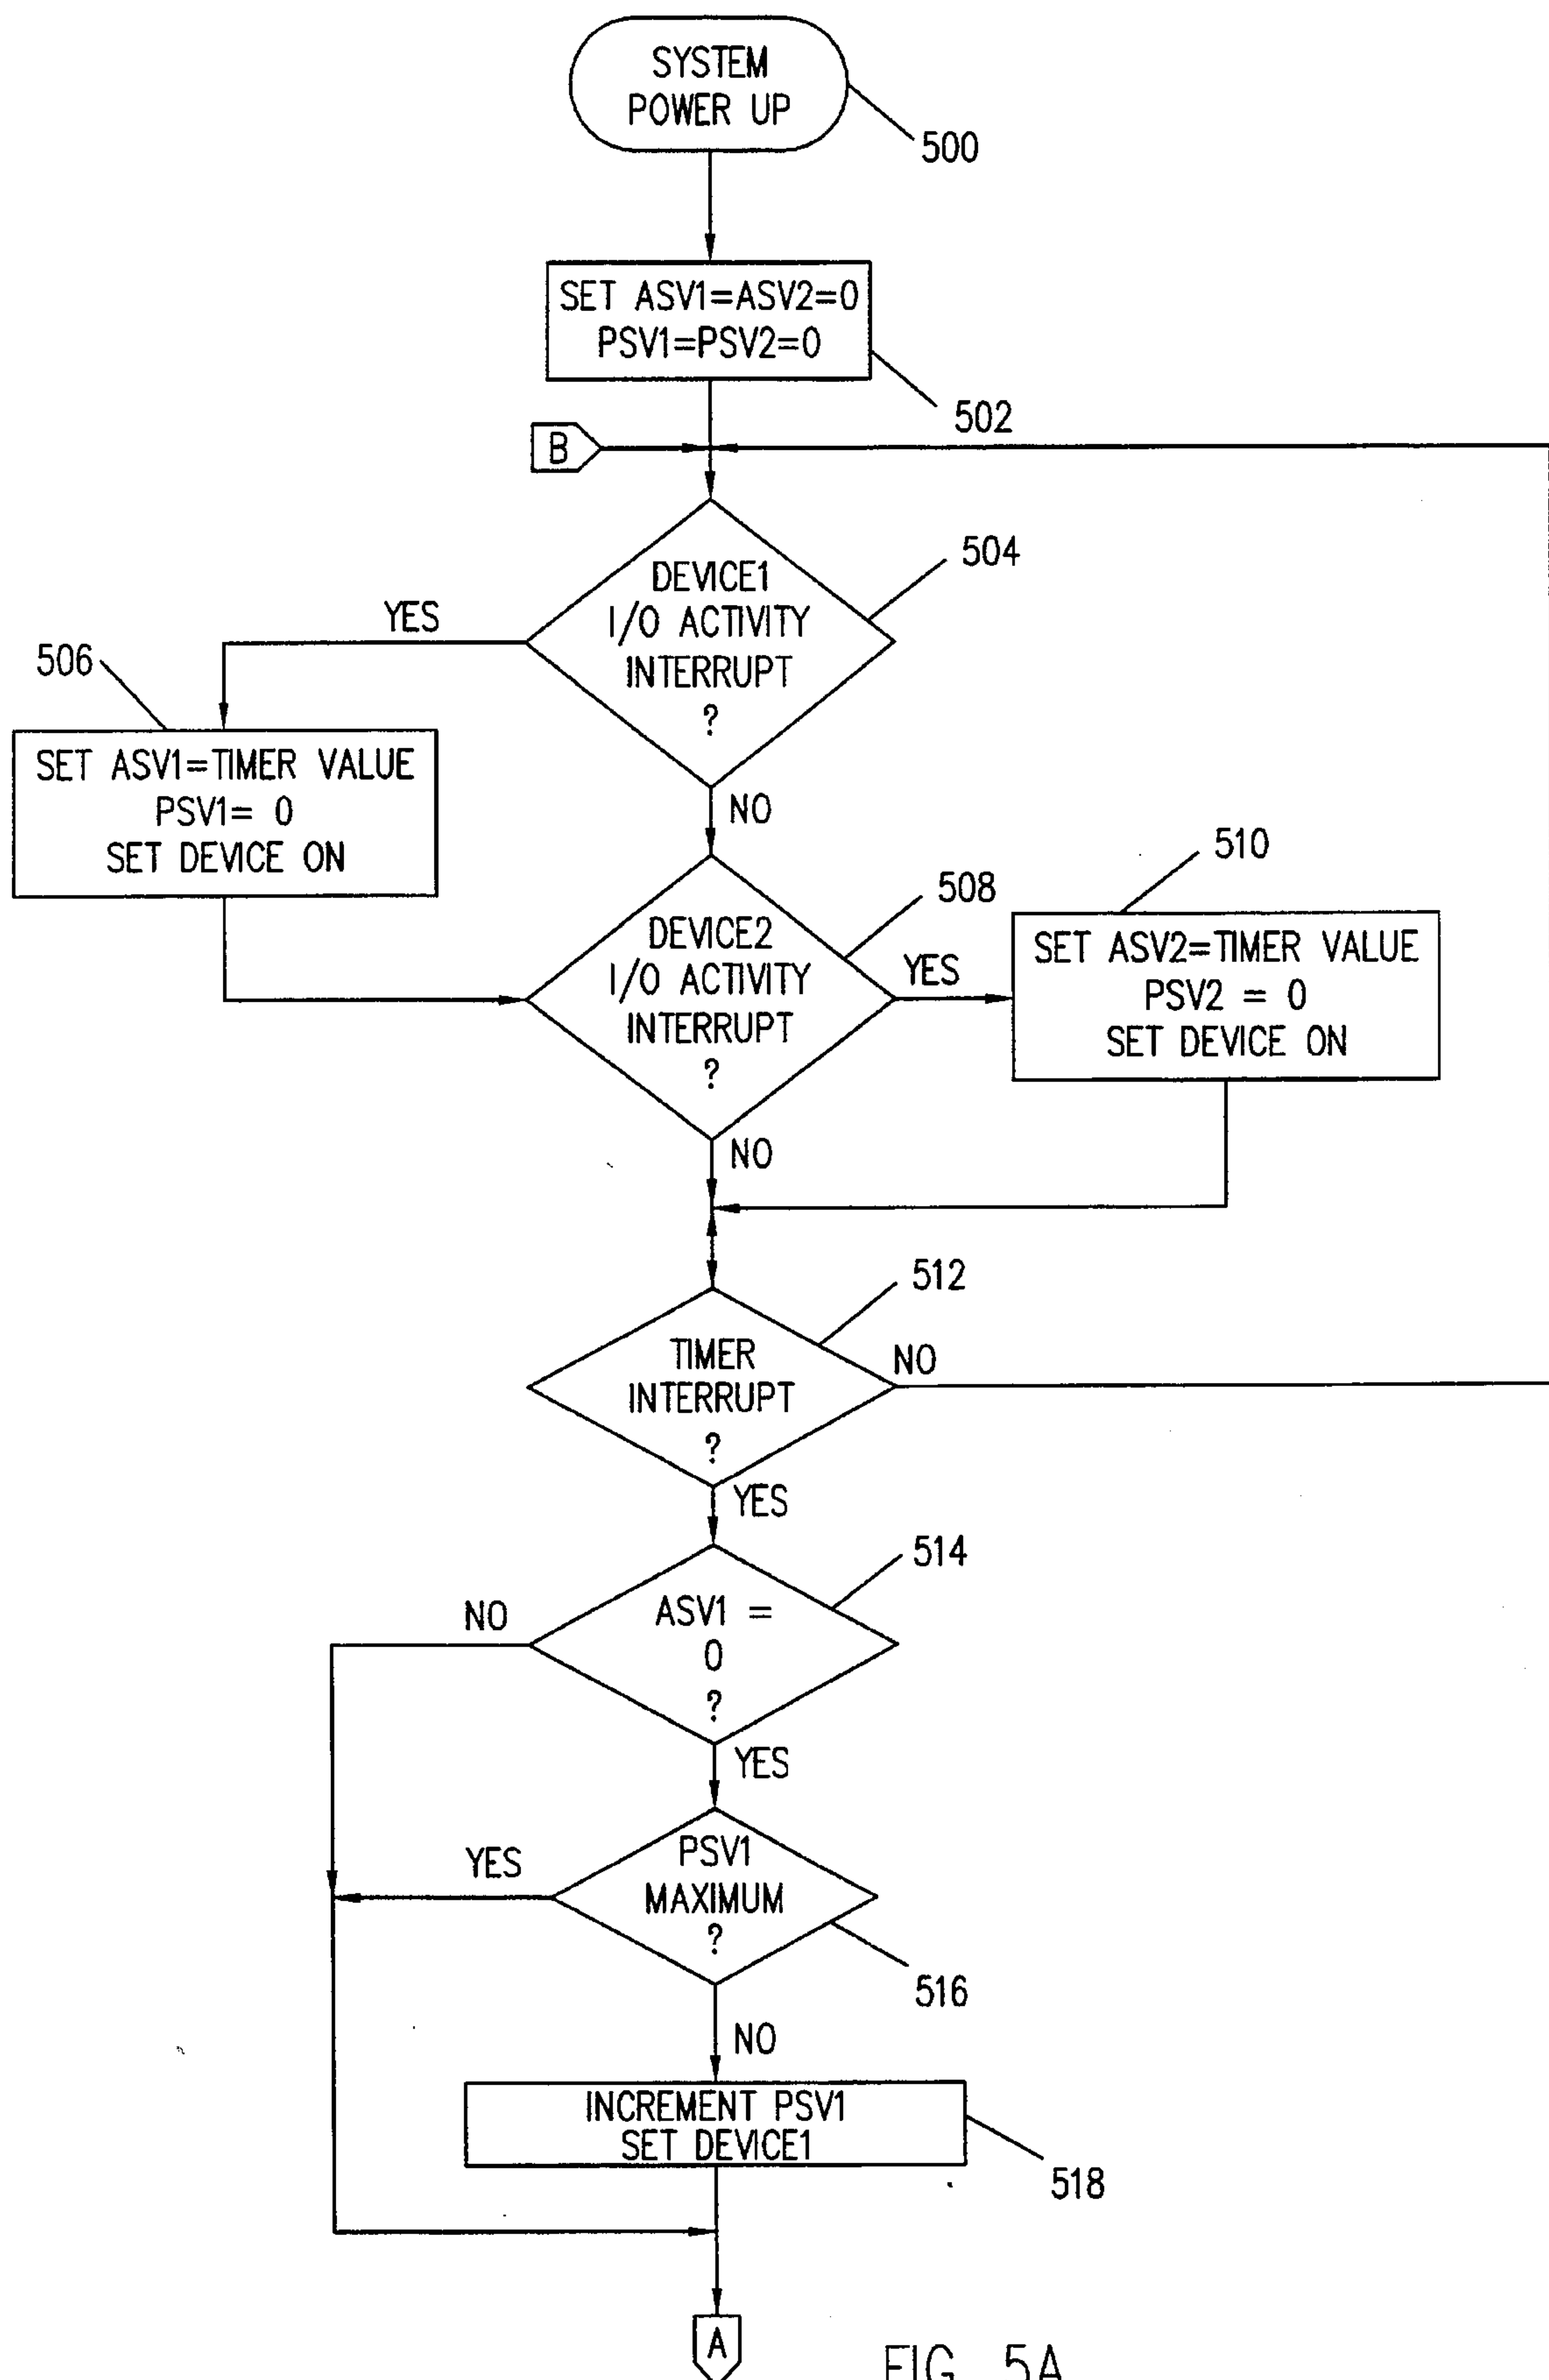 SYSTEM
POWER UP
500
SET ASV1=ASV2=0
PSV1=PSV2=0
502
B
504
DEVICE1
I/O ACTIVITY
INTERRUPT
?
YES
506
SET ASV1=TIMER VALUE
PSV1= 0
SET DEVICE ON
NO
508
DEVICE2
I/O ACTIVITY
INTERRUPT
?
YES
510
SET ASV2=TIMER VALUE
PSV2 = 0
SET DEVICE ON
NO
512
TIMER
INTERRUPT
?
NO
YES
514
ASV1 =
0
?
NO
YES
PSV1
MAXIMUM
?
YES
516
NO
INCREMENT PSV1
SET DEVICE1
518
A
FIG. 5A